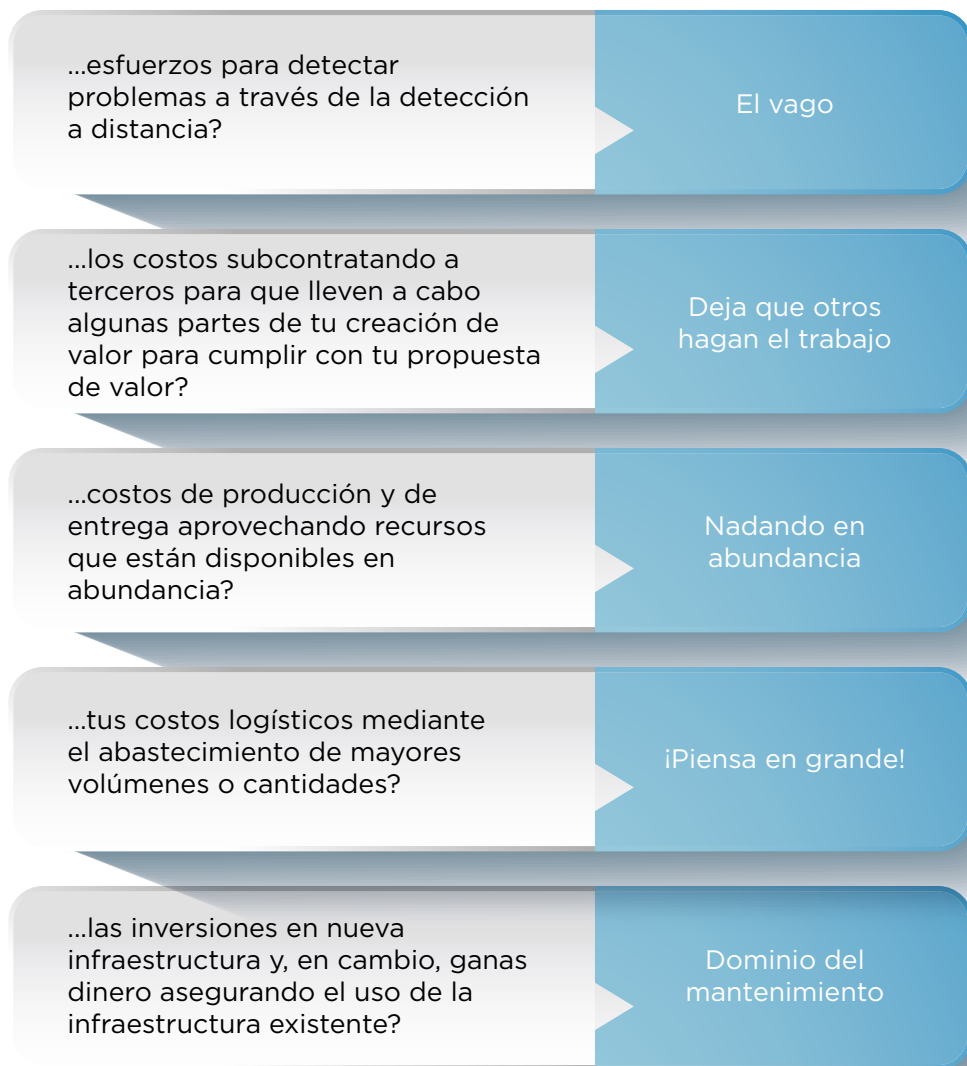 ...esfuerzos para detectar
problemas a través de la detección
a distancia?
El vago
...los costos subcontratando a
terceros para que lleven a cabo
algunas partes de tu creación de
valor para cumplir con tu propuesta
de valor?
Deja que otros
hagan el trabajo
...costos de producción y de
entrega aprovechando recursos
que están disponibles en
abundancia?
Nadando en
abundancia
...tus costos logísticos mediante
el abastecimiento de mayores
volúmenes o cantidades?
¡Piensa en grande!
...las inversiones en nueva
infraestructura y, en cambio, ganas
dinero asegurando el uso de la
infraestructura existente?
Dominio del
mantenimiento